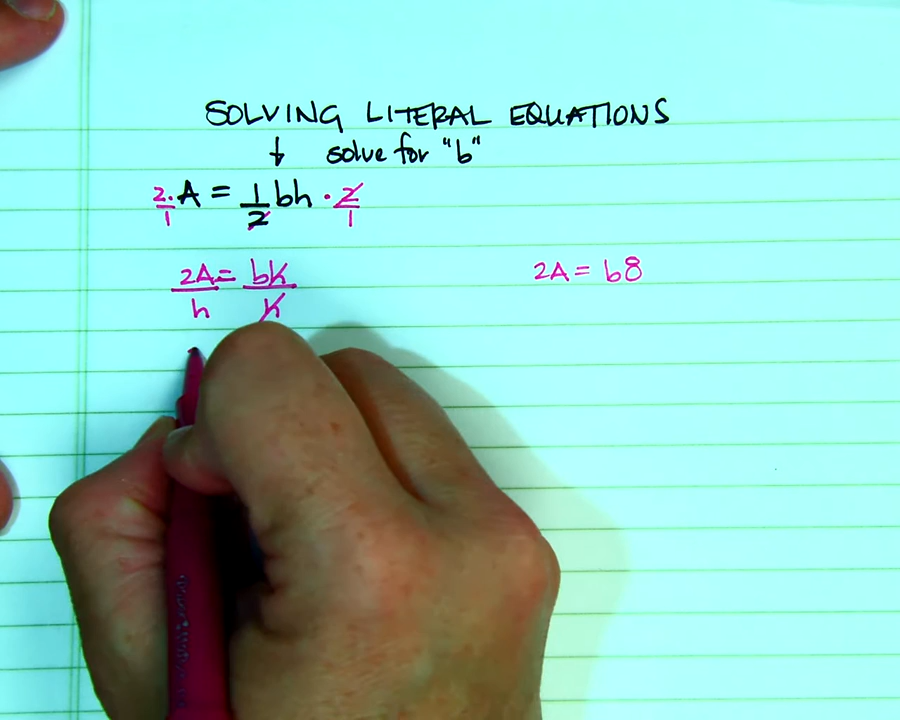 SOLVING LITERAL EQUATIONS
↓ solve for "b"
2/1 · A = 1/2 bh · 2/1
2A/h = bh/h
2A = b8